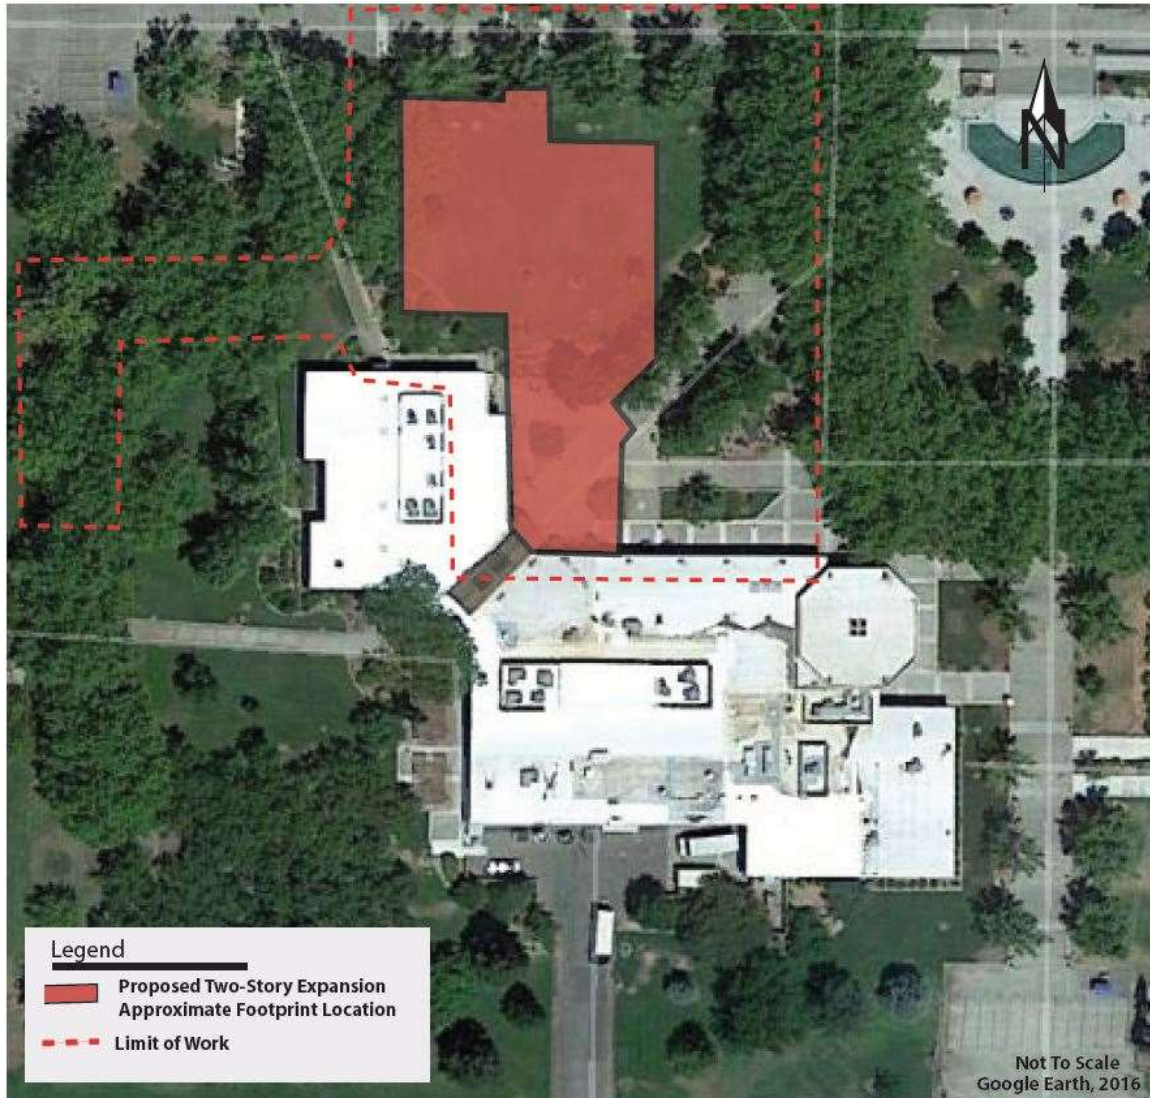 N
Legend
Proposed Two-Story Expansion
Approximate Footprint Location
Limit of Work
Not To Scale
Google Earth, 2016